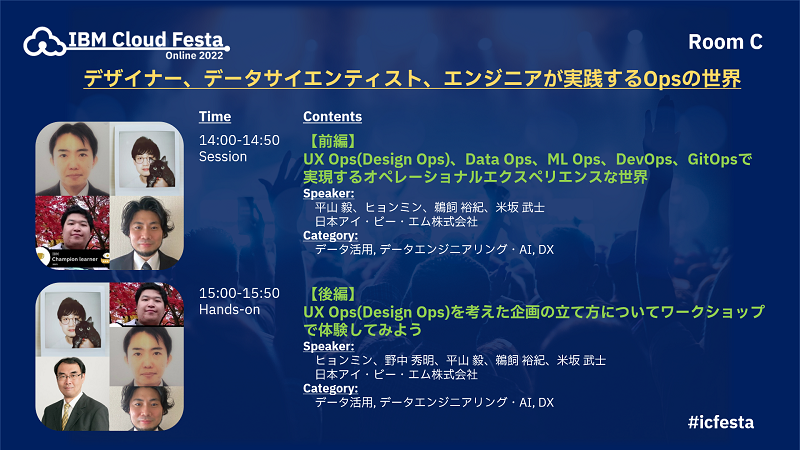 IBM Cloud Festa
Online 2022
Room C
デザイナー、データサイエンティスト、エンジニアが実践するOpsの世界
Time
Contents
14:00-14:50
Session
【前編】
UX Ops(Design Ops)、Data Ops、ML Ops、DevOps、GitOpsで
実現するオペレーショナルエクスペリエンスな世界
Speaker:
平山 毅、ヒョンミン、鵜飼 裕紀、米坂 武士
日本アイ・ビー・エム株式会社
Category:
データ活用, データエンジニアリング・AI, DX
Champion learner
15:00-15:50
Hands-on
【後編】
UX Ops(Design Ops)を考えた企画の立て方についてワークショップ
で体験してみよう
Speaker:
ヒョンミン、野中 秀明、平山 毅、鵜飼 裕紀、米坂 武士
日本アイ・ビー・エム株式会社
Category:
データ活用, データエンジニアリング・AI, DX
#icfesta